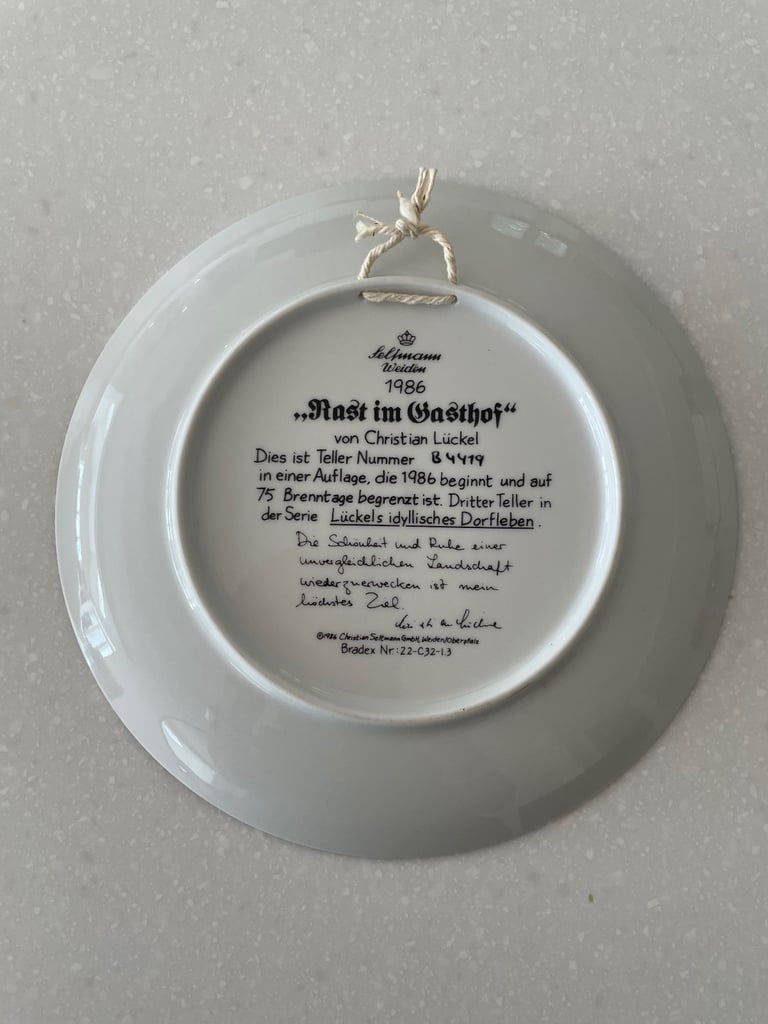 Seltmann
Weiden
1986
„Rast im Gasthof“
von Christian Lückel
Dies ist Teller Nummer B 4419
in einer Auflage, die 1986 beginnt und auf
75 Brenntage begrenzt ist. Dritter Teller in
der Serie Lückels idyllisches Dorfleben.
Die Schönheit und Ruhe einer
unvergleichlichen Landschaft
wiederzuerwecken ist mein
höchstes Ziel.
©1986 Christian Seltmann GmbH, Weiden/Oberpfalz
Bradex Nr: 22-C32-1.3